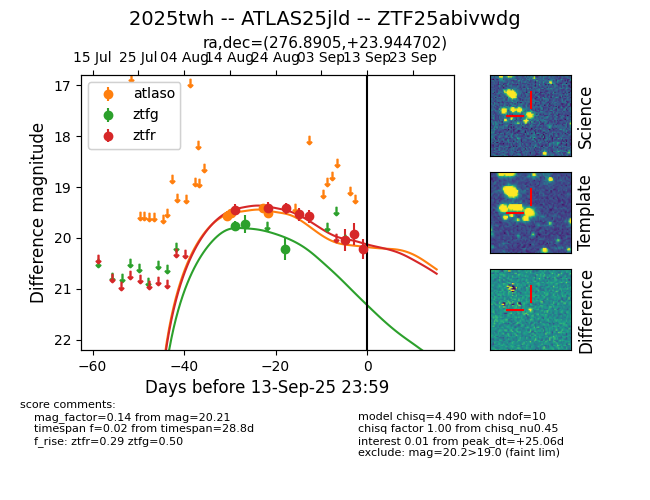 2025twh -- ATLAS25jld -- ZTF25abivwdg
ra,dec=(276.8905,+23.944702)
15 Jul 25 Jul 04 Aug 14 Aug 24 Aug 03 Sep 13 Sep 23 Sep
atlaso
ztfg
ztfr
17
18
19
20
21
22
Difference magnitude
−60 −40 −20 0
Days before 13-Sep-25 23:59
Science
Template
Difference
score comments:
mag_factor=0.14 from mag=20.21
timespan f=0.02 from timespan=28.8d
f_rise: ztfr=0.29 ztfg=0.50
model chisq=4.490 with ndof=10
chisq factor 1.00 from chisq_nu0.45
interest 0.01 from peak_dt=+25.06d
exclude: mag=20.2>19.0 (faint lim)